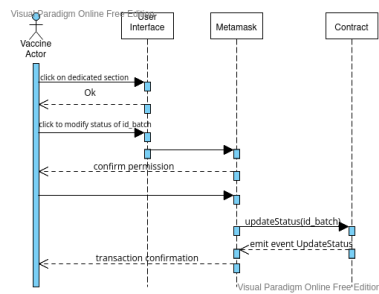 Visual Paradigm Online Free Edition
User
Interface
Metamask
Contract
Vaccine
Actor
click on dedicated section
Ok
click to modify status of id_batch
confirm permission
updateStatus(id_batch)
emit event UpdateStatus
transaction confirmation
Visual Paradigm Online Free Edition